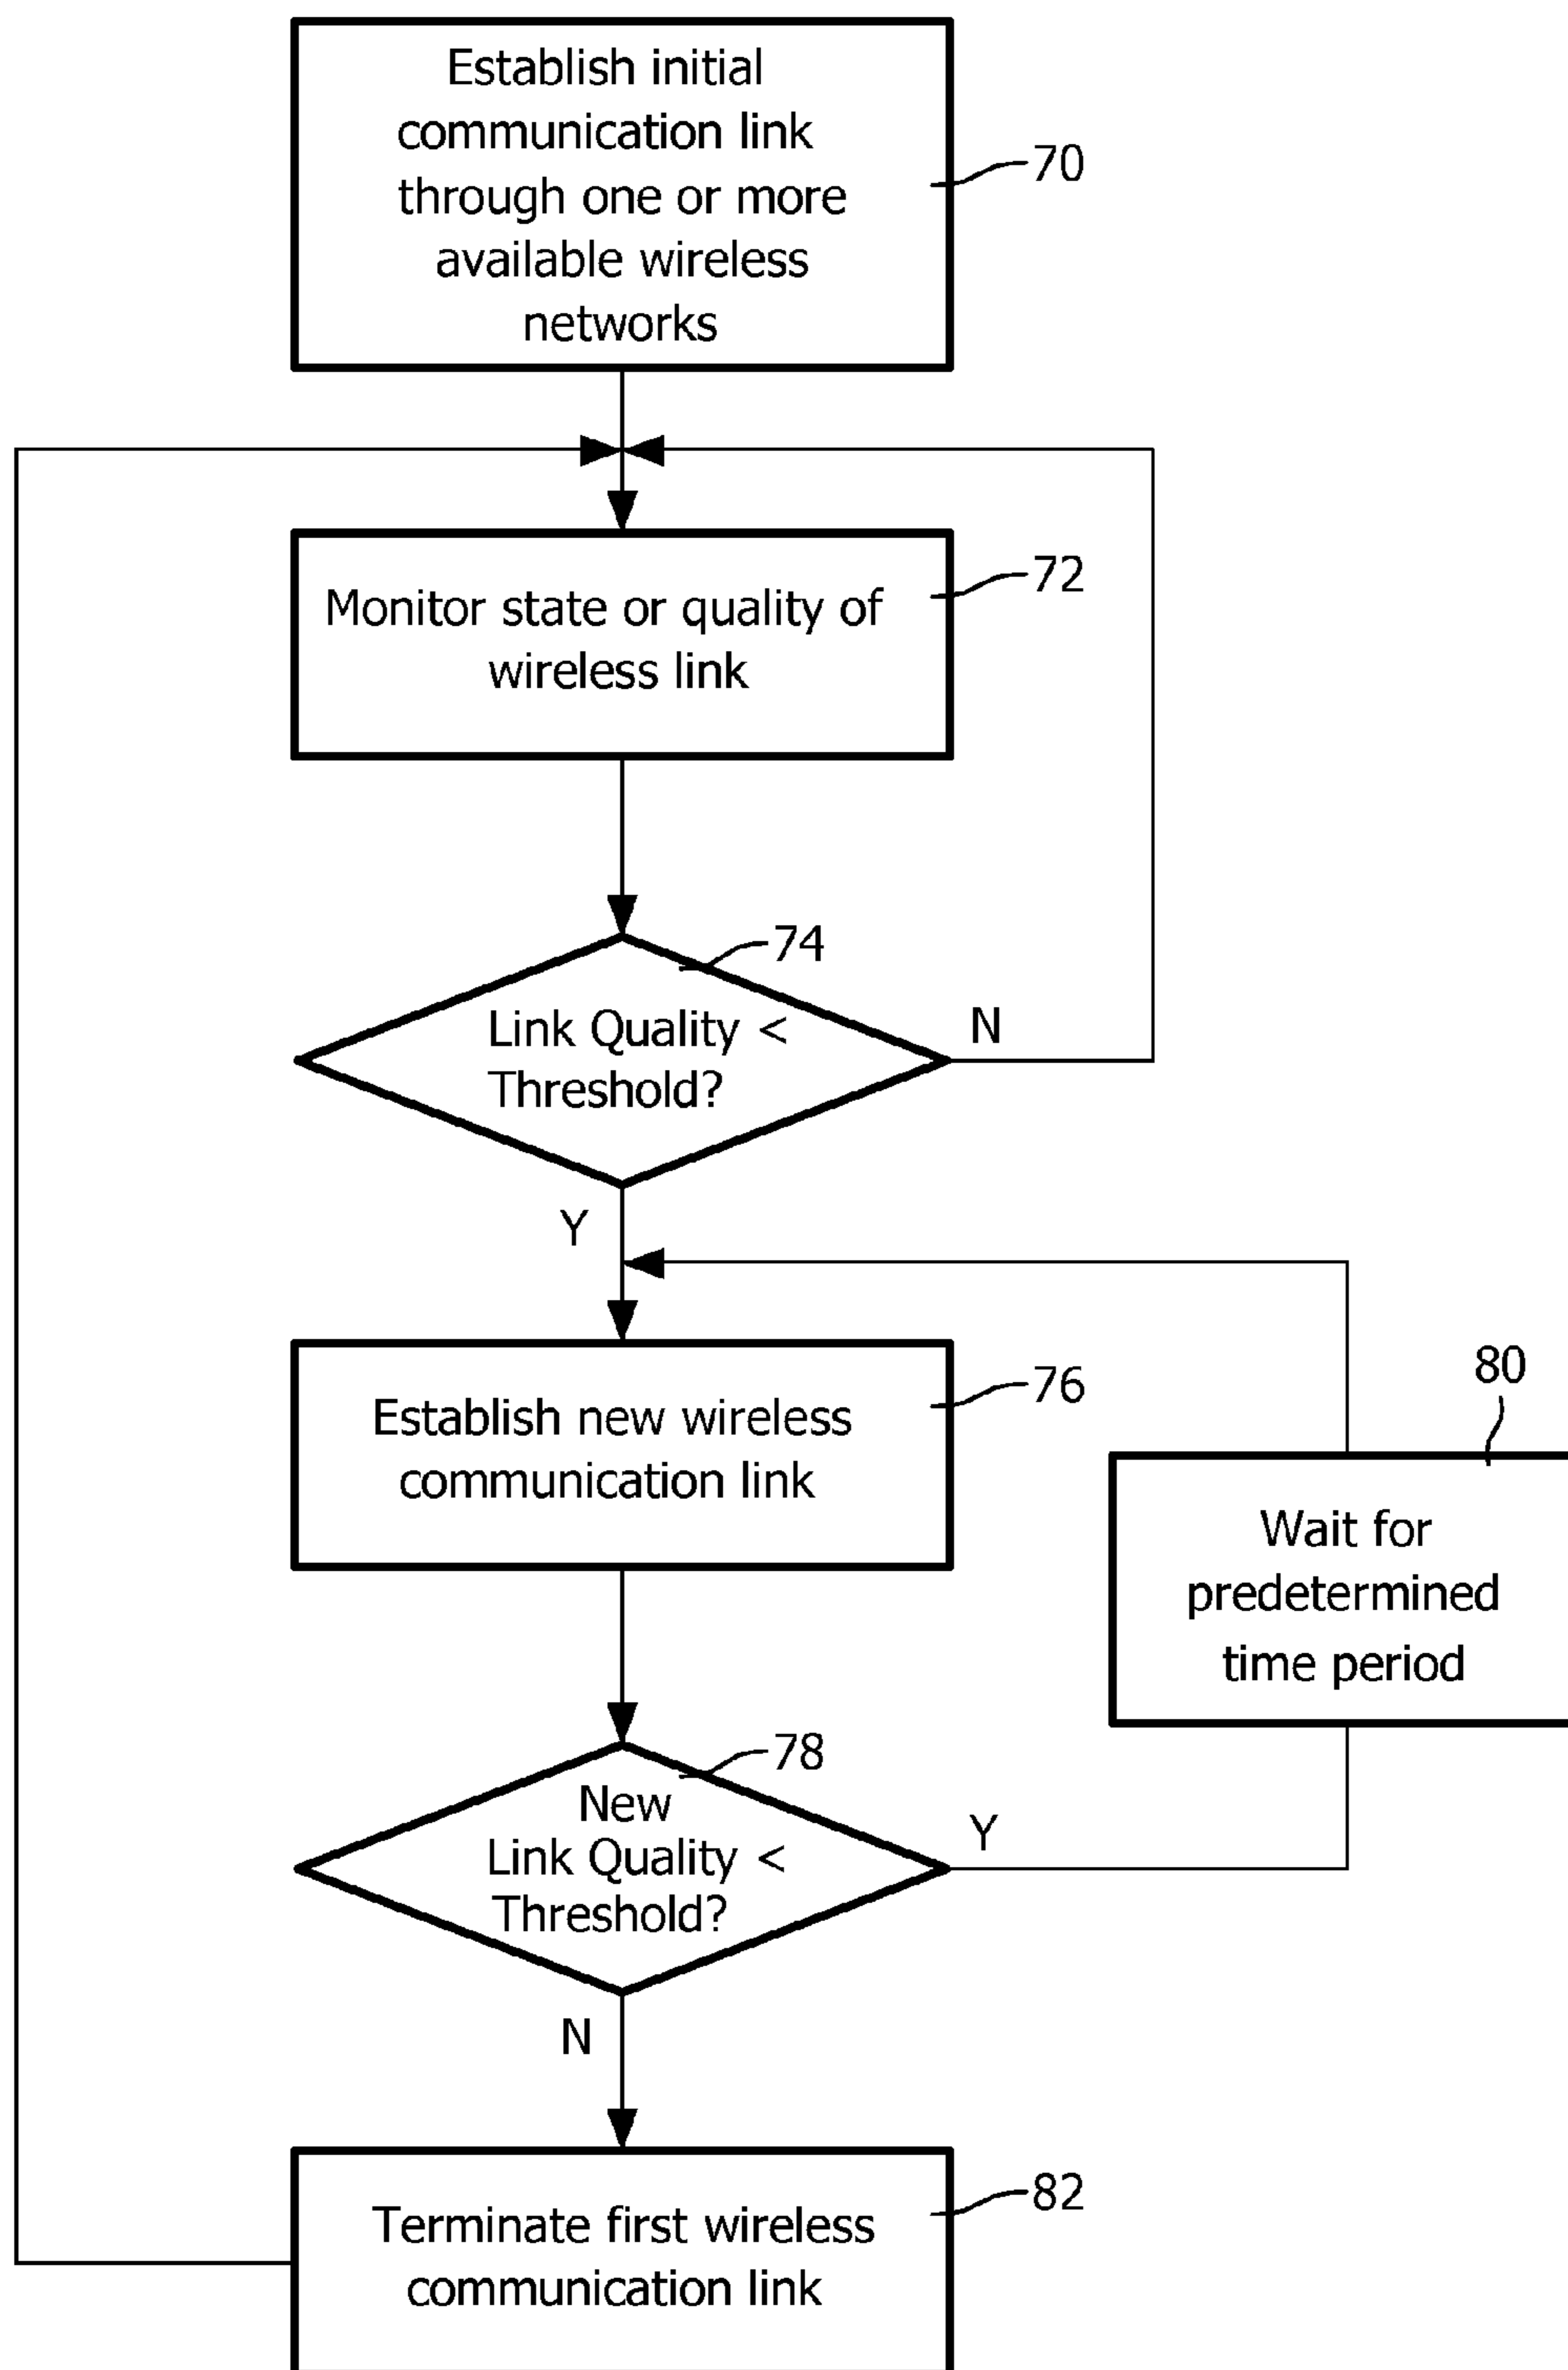 Establish initial
communication link
through one or more
available wireless
networks
70
Monitor state or quality of
wireless link
72
74
Link Quality <
Threshold?
N
Y
Establish new wireless
communication link
76
80
Wait for
predetermined
time period
78
New
Link Quality <
Threshold?
Y
N
Terminate first wireless
communication link
82